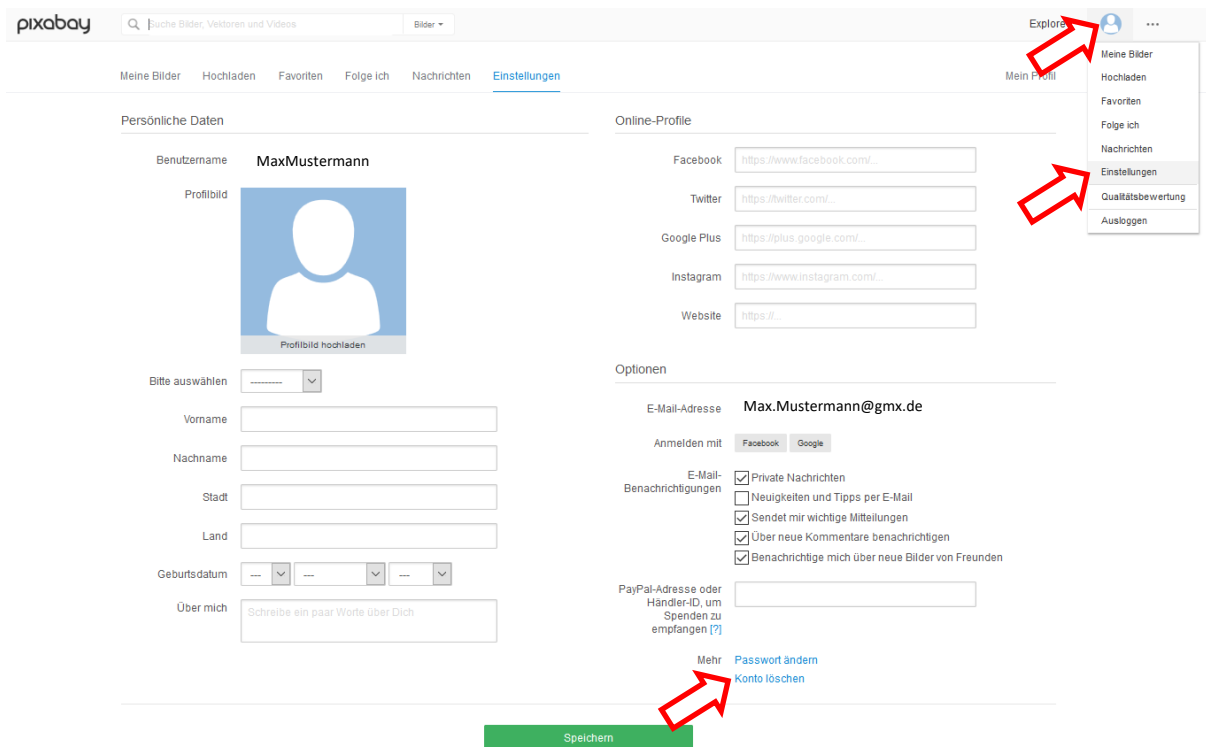 pixabay
Suche Bilder, Vektoren und Videos
Bilder
Explore
Meine Bilder
Hochladen
Favoriten
Folge ich
Nachrichten
Einstellungen
Qualitätsbewertung
Ausloggen
Meine Bilder Hochladen Favoriten Folge ich Nachrichten Einstellungen
Mein Profil
Persönliche Daten
Benutzername MaxMustermann
Profilbild
Profilbild hochladen
Bitte auswählen ---------
Vorname
Nachname
Stadt
Land
Geburtsdatum --- --- ---
Über mich Schreibe ein paar Worte über Dich
Online-Profile
Facebook https://www.facebook.com/...
Twitter https://twitter.com/...
Google Plus https://plus.google.com/...
Instagram https://www.instagram.com/...
Website https://...
Optionen
E-Mail-Adresse Max.Mustermann@gmx.de
Anmelden mit Facebook Google
E-Mail-
Benachrichtigungen
Private Nachrichten
Neuigkeiten und Tipps per E-Mail
Sendet mir wichtige Mitteilungen
Über neue Kommentare benachrichtigen
Benachrichtige mich über neue Bilder von Freunden
PayPal-Adresse oder
Händler-ID, um
Spenden zu
empfangen [?]
Mehr Passwort ändern
Konto löschen
Speichern